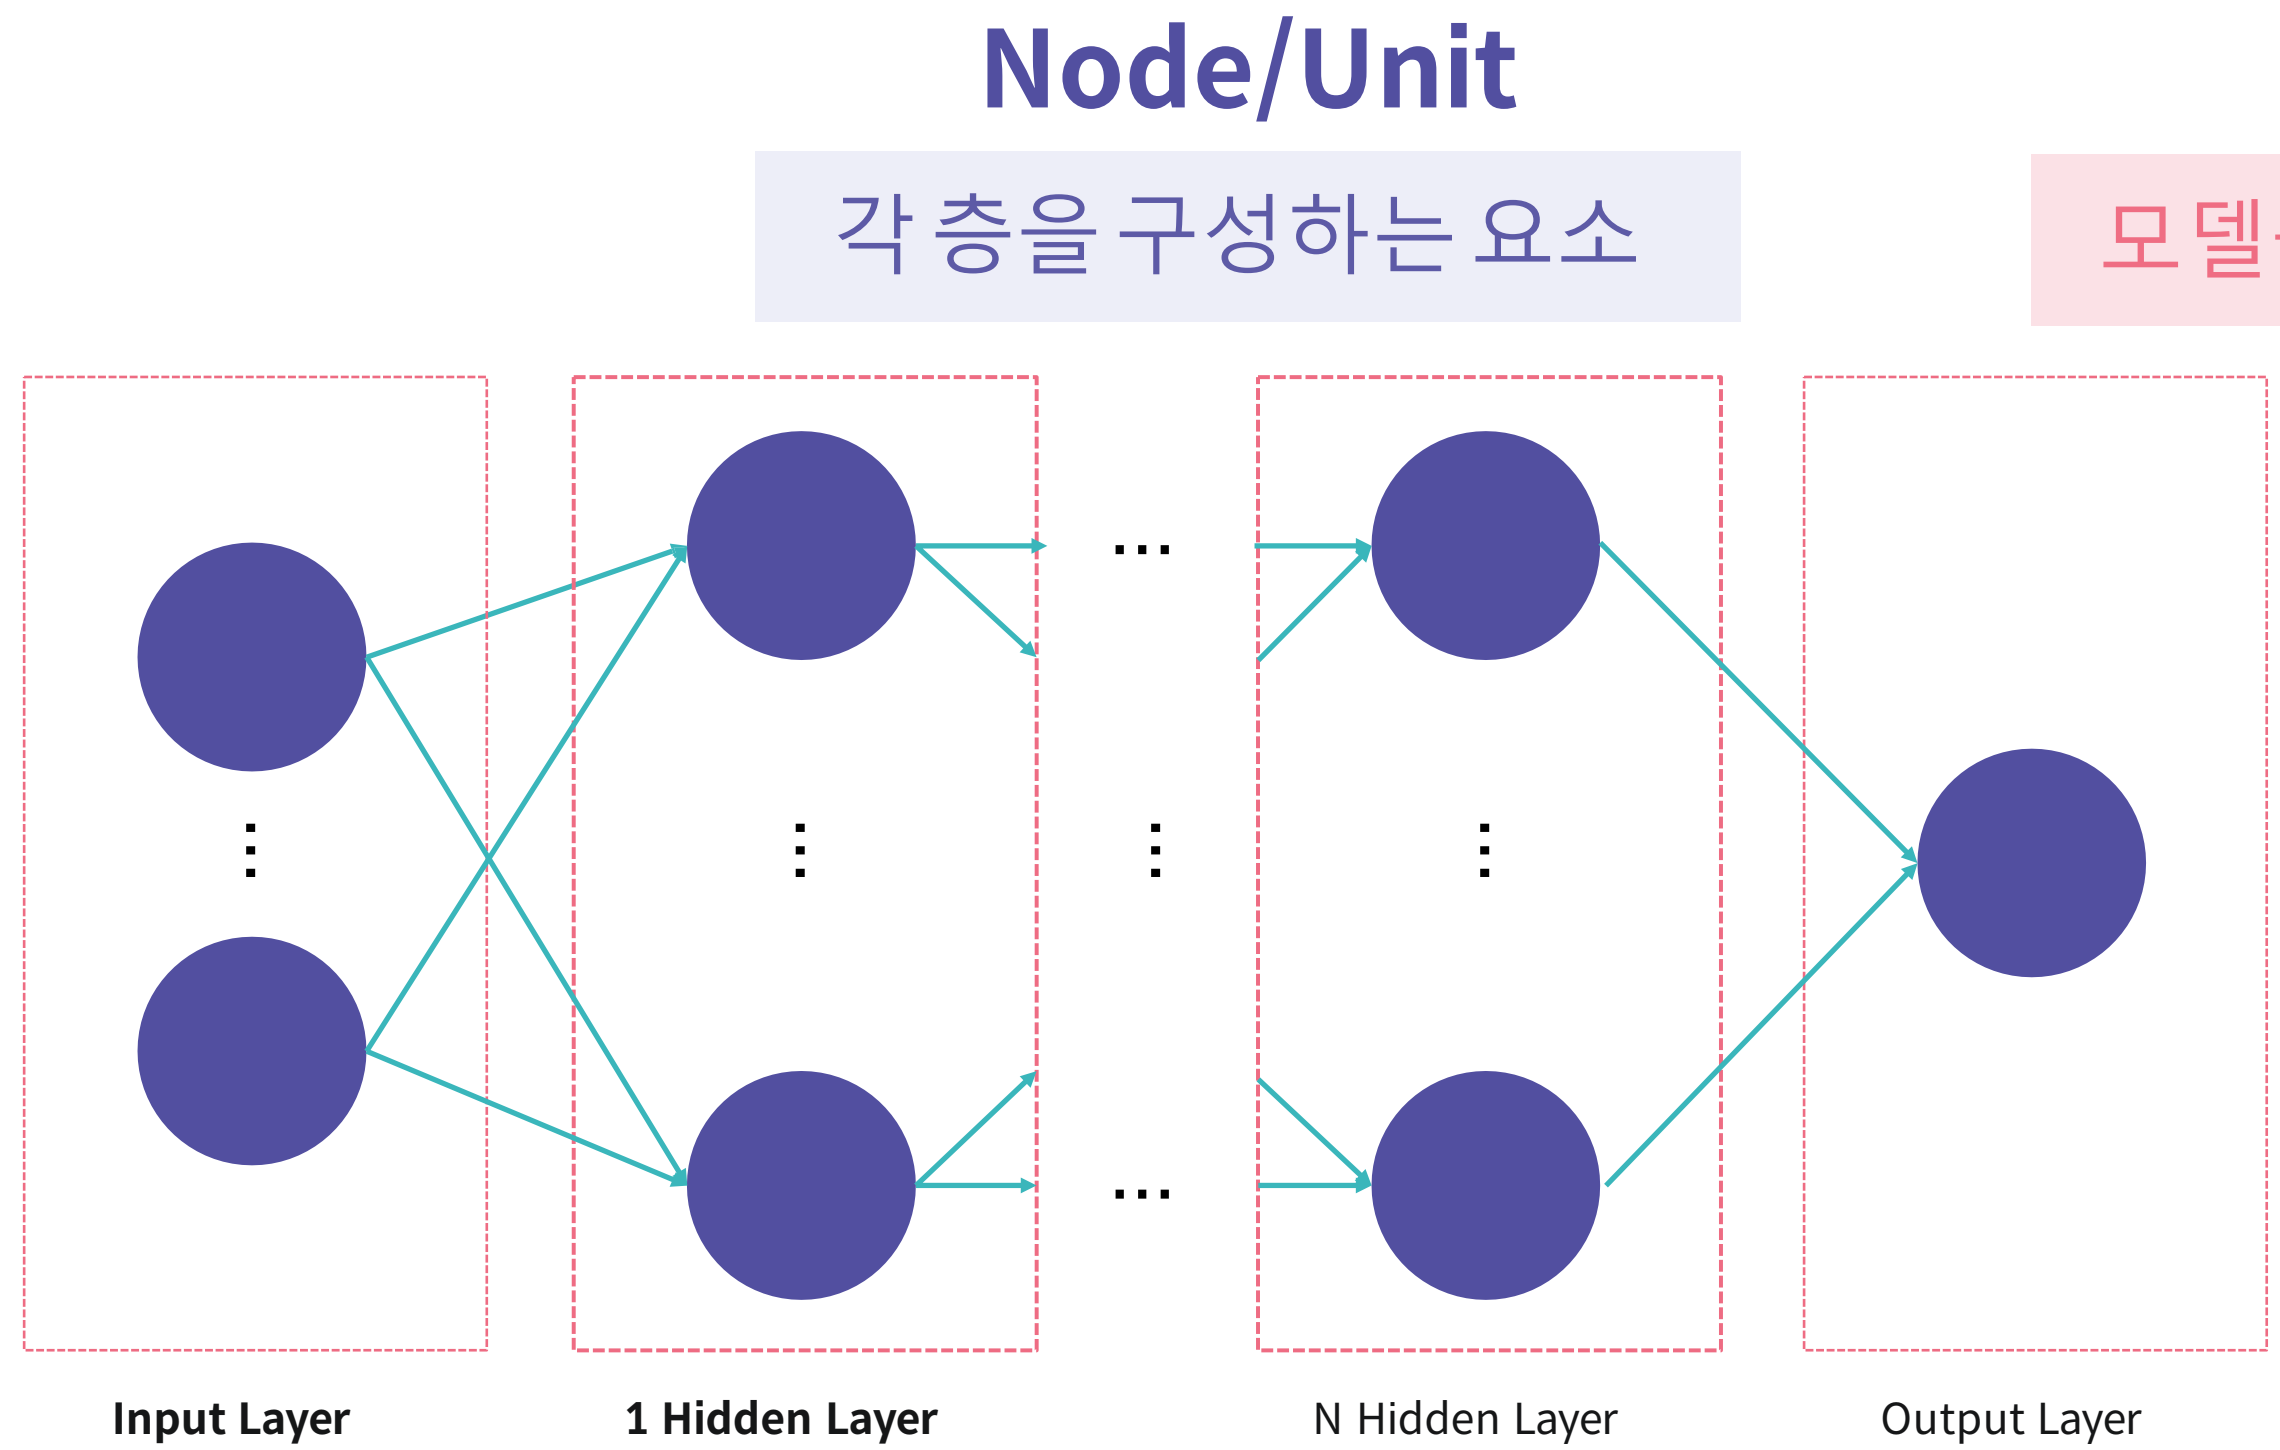 Node/Unit
각 층을 구성하는 요소
모델
...
...
Input Layer
1 Hidden Layer
N Hidden Layer
Output Layer